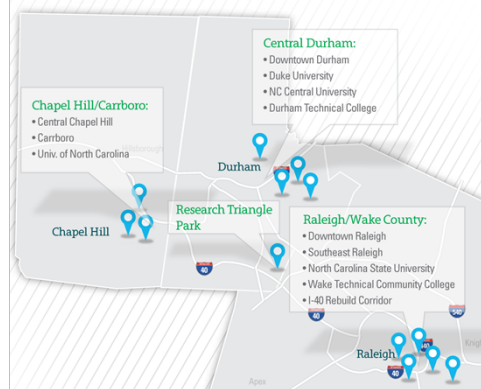 Central Durham:
• Downtown Durham
• Duke University
• NC Central University
• Durham Technical College
Chapel Hill/Carrboro:
• Central Chapel Hill
• Carrboro
• Univ. of North Carolina
Durham
Research Triangle
Park
Chapel Hill
Raleigh/Wake County:
• Downtown Raleigh
• Southeast Raleigh
• North Carolina State University
• Wake Technical Community College
• I-40 Rebuild Corridor
40
40
540
Raleigh
40
Apex